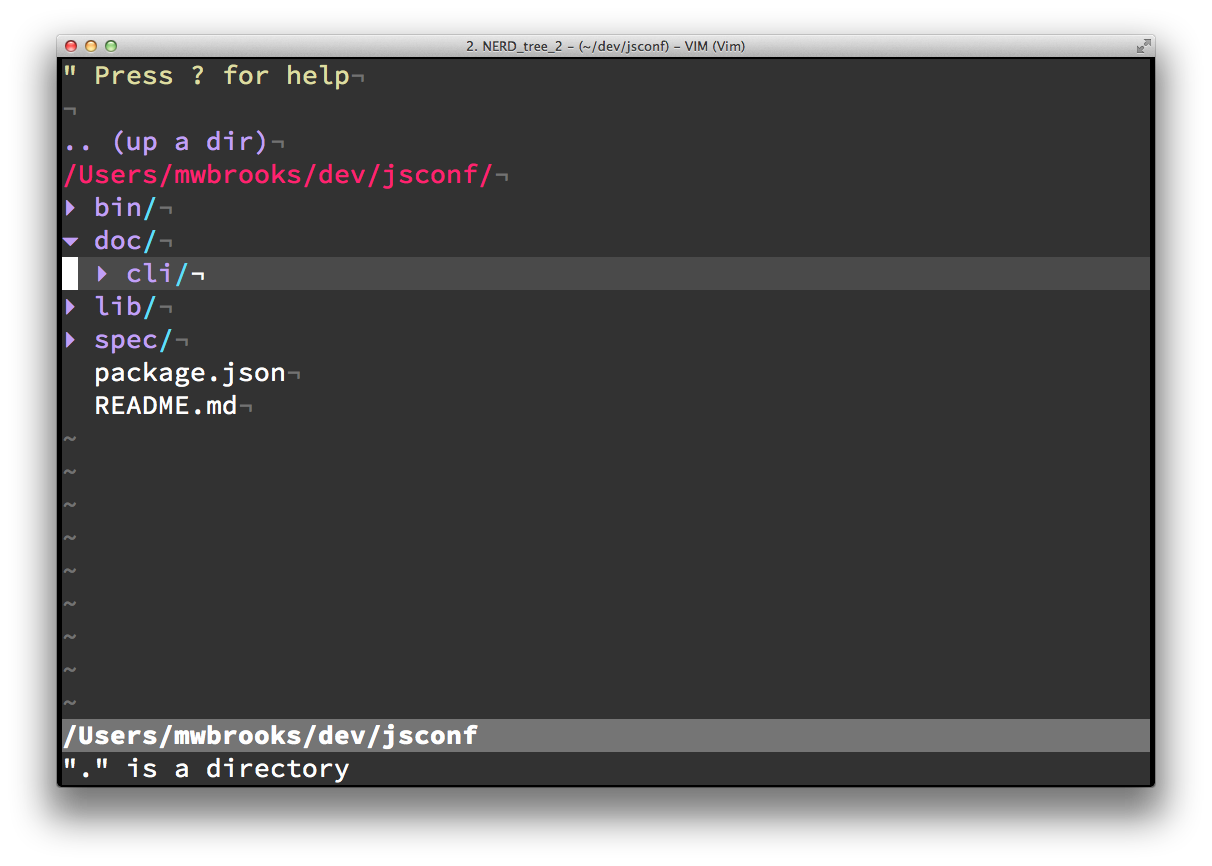 2. NERD_tree_2 – (~/dev/jsconf) – VIM (Vim)
" Press ? for help¬
¬
.. (up a dir)¬
/Users/mwbrooks/dev/jsconf/¬
▸ bin/¬
▾ doc/¬
  ▸ cli/¬
▸ lib/¬
▸ spec/¬
  package.json¬
  README.md¬
~
~
~
~
~
~
~
~
~
/Users/mwbrooks/dev/jsconf
"." is a directory